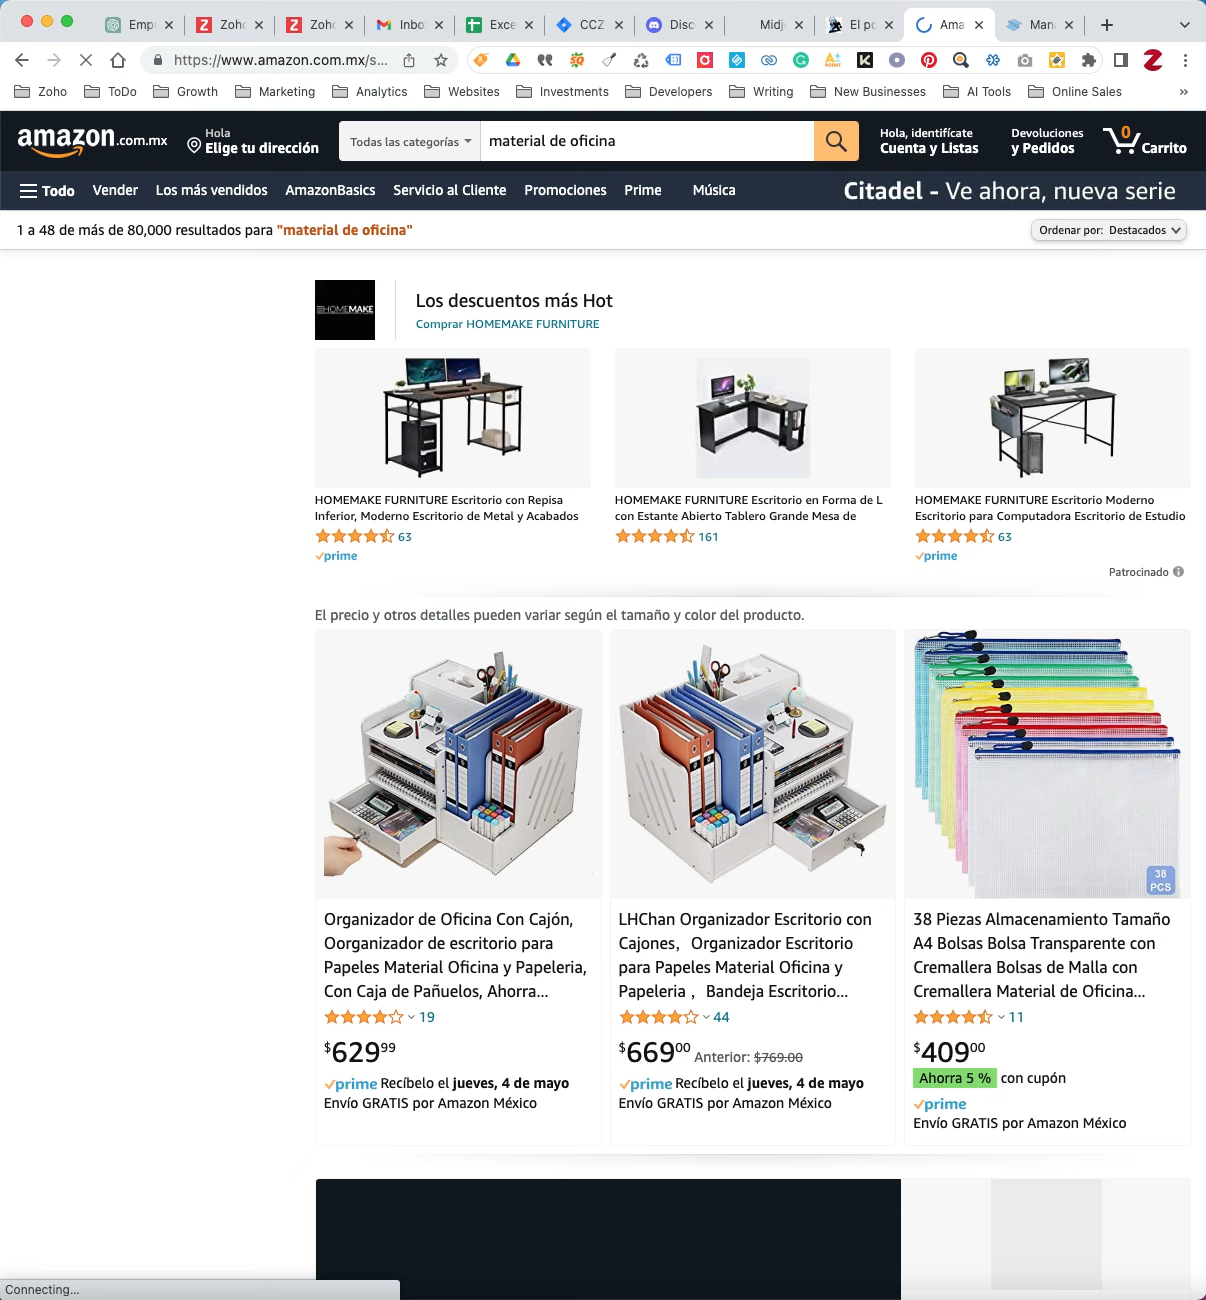 Emp
Zoho
Zoho
Inbo
Exce
CCZ
Disc
Midj
El po
Ama
Man
https://www.amazon.com.mx/s...
Zoho
ToDo
Growth
Marketing
Analytics
Websites
Investments
Developers
Writing
New Businesses
AI Tools
Online Sales
»
amazon.com.mx
Hola
Elige tu dirección
Todas las categorías
material de oficina
Hola, identifícate
Cuenta y Listas
Devoluciones
y Pedidos
0
Carrito
Todo
Vender
Los más vendidos
AmazonBasics
Servicio al Cliente
Promociones
Prime
Música
Citadel - Ve ahora, nueva serie
1 a 48 de más de 80,000 resultados para "material de oficina"
Ordenar por: Destacados
HOMEMAKE
Los descuentos más Hot
Comprar HOMEMAKE FURNITURE
HOMEMAKE FURNITURE Escritorio con Repisa
Inferior, Moderno Escritorio de Metal y Acabados
63
prime
HOMEMAKE FURNITURE Escritorio en Forma de L
con Estante Abierto Tablero Grande Mesa de
161
HOMEMAKE FURNITURE Escritorio Moderno
Escritorio para Computadora Escritorio de Estudio
63
prime
Patrocinado
El precio y otros detalles pueden variar según el tamaño y color del producto.
38
PCS
Organizador de Oficina Con Cajón,
Oorganizador de escritorio para
Papeles Material Oficina y Papeleria,
Con Caja de Pañuelos, Ahorra...
19
$629 99
prime Recíbelo el jueves, 4 de mayo
Envío GRATIS por Amazon México
LHChan Organizador Escritorio con
Cajones，Organizador Escritorio
para Papeles Material Oficina y
Papeleria，Bandeja Escritorio...
44
$669 00 Anterior: $769.00
prime Recíbelo el jueves, 4 de mayo
Envío GRATIS por Amazon México
38 Piezas Almacenamiento Tamaño
A4 Bolsas Bolsa Transparente con
Cremallera Bolsas de Malla con
Cremallera Material de Oficina...
11
$409 00
Ahorra 5 % con cupón
prime
Envío GRATIS por Amazon México
Connecting...